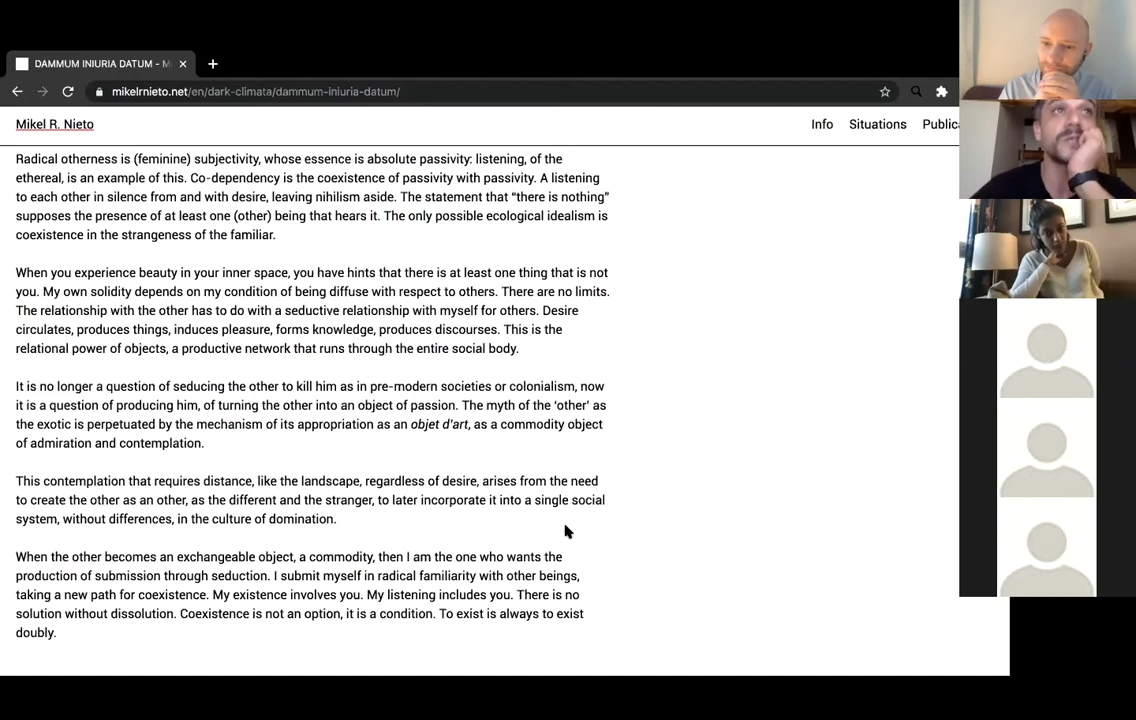 DAMMUM INIURIA DATUM - M
mikelrnieto.net/en/dark-climata/dammum-iniuria-datum/
Mikel R. Nieto
Info Situations
Radical otherness is (feminine) subjectivity, whose essence is absolute passivity: listening, of the
ethereal, is an example of this. Co-dependency is the coexistence of passivity with passivity. A listening
to each other in silence from and with desire, leaving nihilism aside. The statement that “there is nothing”
supposes the presence of at least one (other) being that hears it. The only possible ecological idealism is
coexistence in the strangeness of the familiar.
When you experience beauty in your inner space, you have hints that there is at least one thing that is not
you. My own solidity depends on my condition of being diffuse with respect to others. There are no limits.
The relationship with the other has to do with a seductive relationship with myself for others. Desire
circulates, produces things, induces pleasure, forms knowledge, produces discourses. This is the
relational power of objects, a productive network that runs through the entire social body.
It is no longer a question of seducing the other to kill him as in pre-modern societies or colonialism, now
it is a question of producing him, of turning the other into an object of passion. The myth of the ‘other’ as
the exotic is perpetuated by the mechanism of its appropriation as an objet d'art, as a commodity object
of admiration and contemplation.
This contemplation that requires distance, like the landscape, regardless of desire, arises from the need
to create the other as an other, as the different and the stranger, to later incorporate it into a single social
system, without differences, in the culture of domination.
When the other becomes an exchangeable object, a commodity, then I am the one who wants the
production of submission through seduction. I submit myself in radical familiarity with other beings,
taking a new path for coexistence. My existence involves you. My listening includes you. There is no
solution without dissolution. Coexistence is not an option, it is a condition. To exist is always to exist
doubly.